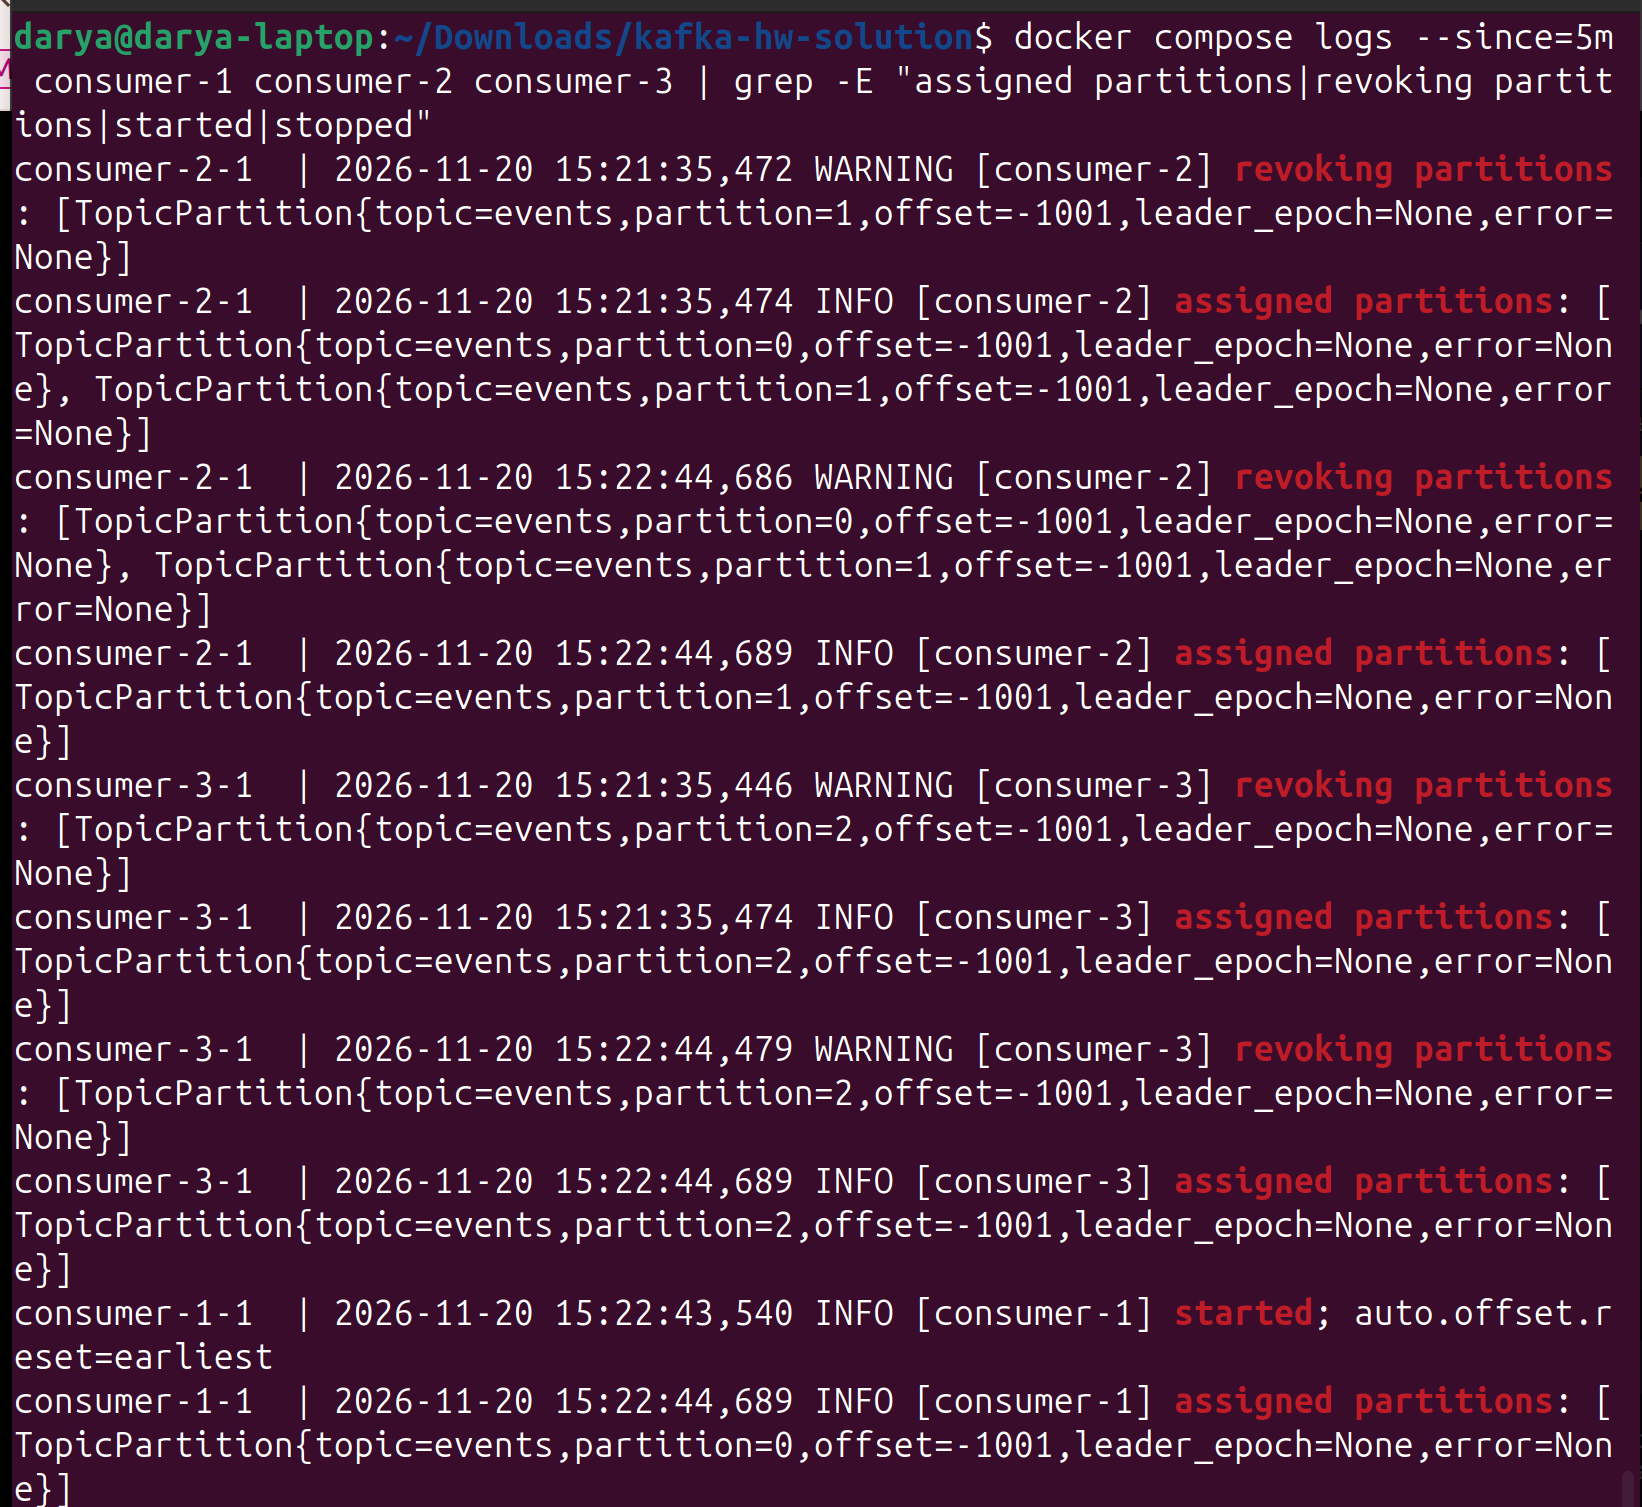 darya@darya-laptop:~/Downloads/kafka-hw-solution$ docker compose logs --since=5m
 consumer-1 consumer-2 consumer-3 | grep -E "assigned partitions|revoking partit
ions|started|stopped"
consumer-2-1  | 2026-11-20 15:21:35,472 WARNING [consumer-2] revoking partitions
: [TopicPartition{topic=events,partition=1,offset=-1001,leader_epoch=None,error=
None}]
consumer-2-1  | 2026-11-20 15:21:35,474 INFO [consumer-2] assigned partitions: [
TopicPartition{topic=events,partition=0,offset=-1001,leader_epoch=None,error=Non
e}, TopicPartition{topic=events,partition=1,offset=-1001,leader_epoch=None,error
=None}]
consumer-2-1  | 2026-11-20 15:22:44,686 WARNING [consumer-2] revoking partitions
: [TopicPartition{topic=events,partition=0,offset=-1001,leader_epoch=None,error=
None}, TopicPartition{topic=events,partition=1,offset=-1001,leader_epoch=None,er
ror=None}]
consumer-2-1  | 2026-11-20 15:22:44,689 INFO [consumer-2] assigned partitions: [
TopicPartition{topic=events,partition=1,offset=-1001,leader_epoch=None,error=Non
e}]
consumer-3-1  | 2026-11-20 15:21:35,446 WARNING [consumer-3] revoking partitions
: [TopicPartition{topic=events,partition=2,offset=-1001,leader_epoch=None,error=
None}]
consumer-3-1  | 2026-11-20 15:21:35,474 INFO [consumer-3] assigned partitions: [
TopicPartition{topic=events,partition=2,offset=-1001,leader_epoch=None,error=Non
e}]
consumer-3-1  | 2026-11-20 15:22:44,479 WARNING [consumer-3] revoking partitions
: [TopicPartition{topic=events,partition=2,offset=-1001,leader_epoch=None,error=
None}]
consumer-3-1  | 2026-11-20 15:22:44,689 INFO [consumer-3] assigned partitions: [
TopicPartition{topic=events,partition=2,offset=-1001,leader_epoch=None,error=Non
e}]
consumer-1-1  | 2026-11-20 15:22:43,540 INFO [consumer-1] started; auto.offset.r
eset=earliest
consumer-1-1  | 2026-11-20 15:22:44,689 INFO [consumer-1] assigned partitions: [
TopicPartition{topic=events,partition=0,offset=-1001,leader_epoch=None,error=Non
e}]